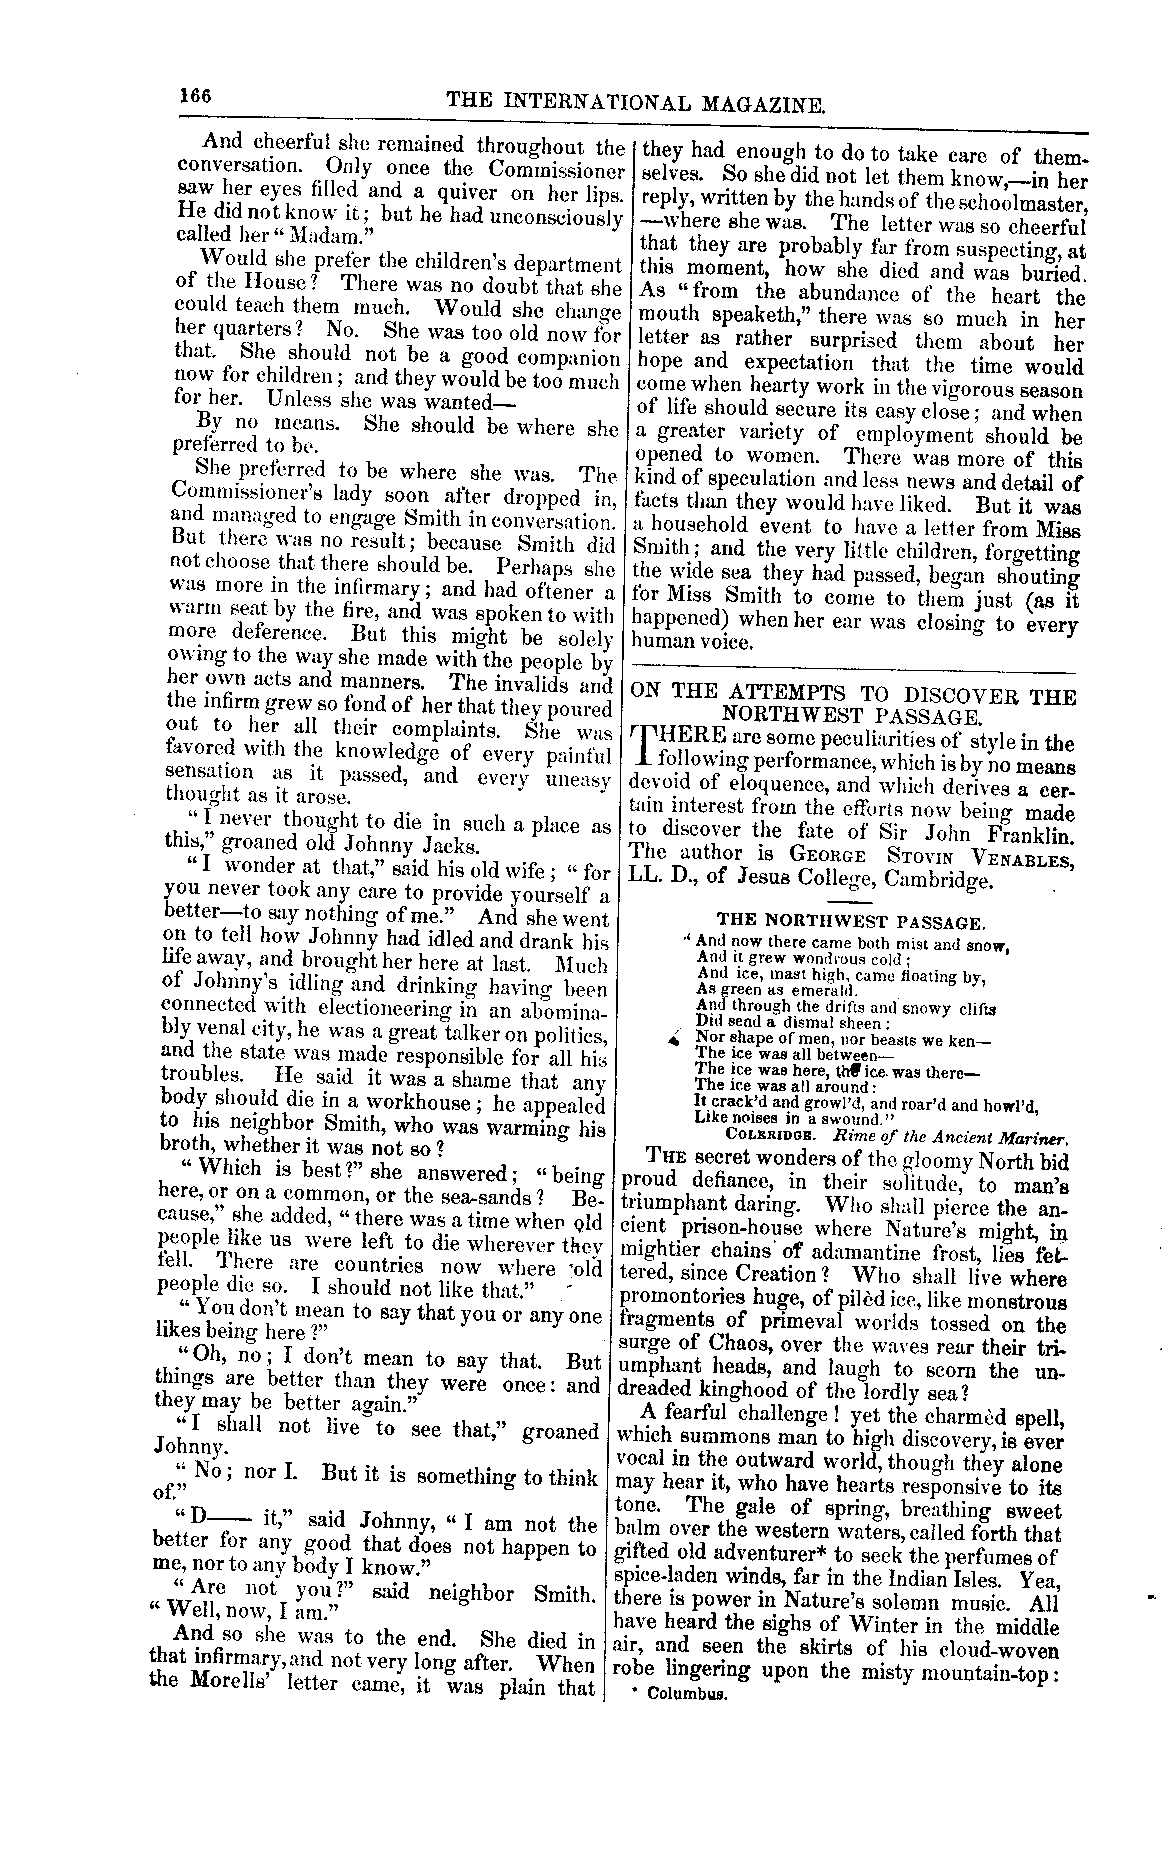 166
THE INTERNATIONAL MAGAZINE.
And cheerful she remained throughout the
conversation. Only once the Commissioner
saw her eyes filled and a quiver on her lips.
He did not know it; but he had unconsciously
called her "Madam."
Would she prefer the children's department
of the House? There was no doubt that she
could teach them much. Would she change
her quarters? No. She was too old now for
that. She should not be a good companion
now for children; and they would be too much
for her. Unless she was wanted—
By no means. She should be where she
preferred to be.
She preferred to be where she was. The
Commissioner's lady soon after dropped in,
and managed to engage Smith in conversation.
But there was no result; because Smith did
not choose that there should be. Perhaps she
was more in the infirmary; and had oftener a
warm seat by the fire, and was spoken to with
more deference. But this might be solely
owing to the way she made with the people by
her own acts and manners. The invalids and
the infirm grew so fond of her that they poured
out to her all their complaints. She was
favored with the knowledge of every painful
sensation as it passed, and every uneasy
thought as it arose.
"I never thought to die in such a place as
this," groaned old Johnny Jacks.
"I wonder at that," said his old wife; "for
you never took any care to provide yourself a
better—to say nothing of me." And she went
on to tell how Johnny had idled and drank his
life away, and brought her here at last. Much
of Johnny's idling and drinking having been
connected with electioneering in an abomina-
bly venal city, he was a great talker on politics,
and the state was made responsible for all his
troubles. He said it was a shame that any
body should die in a workhouse; he appealed
to his neighbor Smith, who was warming his
broth, whether it was not so?
"Which is best?" she answered; "being
here, or on a common, or the sea-sands? Be-
cause," she added, "there was a time when old
people like us were left to die wherever they
fell. There are countries now where old
people die so. I should not like that."
"You don't mean to say that you or any one
likes being here?"
"Oh, no; I don't mean to say that. But
things are better than they were once: and
they may be better again."
"I shall not live to see that," groaned
Johnny.
"No; nor I. But it is something to think
of."
"D—— it," said Johnny, "I am not the
better for any good that does not happen to
me, nor to any body I know."
"Are not you?" said neighbor Smith.
"Well, now, I am."
And so she was to the end. She died in
that infirmary, and not very long after. When
the Morells' letter came, it was plain that
they had enough to do to take care of them-
selves. So she did not let them know,—in her
reply, written by the hands of the schoolmaster,
—where she was. The letter was so cheerful
that they are probably far from suspecting, at
this moment, how she died and was buried.
As "from the abundance of the heart the
mouth speaketh," there was so much in her
letter as rather surprised them about her
hope and expectation that the time would
come when hearty work in the vigorous season
of life should secure its easy close; and when
a greater variety of employment should be
opened to women. There was more of this
kind of speculation and less news and detail of
facts than they would have liked. But it was
a household event to have a letter from Miss
Smith; and the very little children, forgetting
the wide sea they had passed, began shouting
for Miss Smith to come to them just (as it
happened) when her ear was closing to every
human voice.
ON THE ATTEMPTS TO DISCOVER THE
NORTHWEST PASSAGE.
THERE are some peculiarities of style in the
following performance, which is by no means
devoid of eloquence, and which derives a cer-
tain interest from the efforts now being made
to discover the fate of Sir John Franklin.
The author is GEORGE STOVIN VENABLES,
LL. D., of Jesus College, Cambridge.
THE NORTHWEST PASSAGE.
"And now there came both mist and snow,
And it grew wondrous cold;
And ice, mast high, came floating by,
As green as emerald.
And through the drifts and snowy clifts
Did send a dismal sheen:
Nor shape of men, nor beasts we ken—
The ice was all between—
The ice was here, the ice was there—
The ice was all around:
It crack'd and growl'd, and roar'd and howl'd,
Like noises in a swound."
COLERIDGE. Rime of the Ancient Mariner.
THE secret wonders of the gloomy North bid
proud defiance, in their solitude, to man's
triumphant daring. Who shall pierce the an-
cient prison-house where Nature's might, in
mightier chains of adamantine frost, lies fet-
tered, since Creation? Who shall live where
promontories huge, of pilèd ice, like monstrous
fragments of primeval worlds tossed on the
surge of Chaos, over the waves rear their tri-
umphant heads, and laugh to scorn the un-
dreaded kinghood of the lordly sea?
A fearful challenge! yet the charmèd spell,
which summons man to high discovery, is ever
vocal in the outward world, though they alone
may hear it, who have hearts responsive to its
tone. The gale of spring, breathing sweet
balm over the western waters, called forth that
gifted old adventurer* to seek the perfumes of
spice-laden winds, far in the Indian Isles. Yea,
there is power in Nature's solemn music. All
have heard the sighs of Winter in the middle
air, and seen the skirts of his cloud-woven
robe lingering upon the misty mountain-top:
* Columbus.